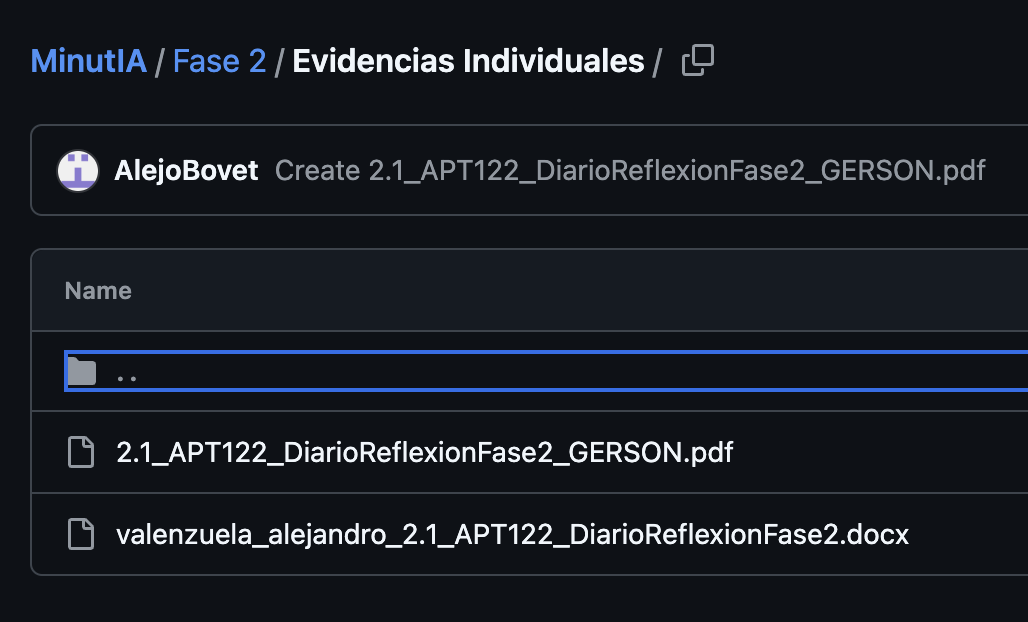 MinutIA / Fase 2 / Evidencias Individuales /
AlejoBovet Create 2.1_APT122_DiarioReflexionFase2_GERSON.pdf
Name
..
2.1_APT122_DiarioReflexionFase2_GERSON.pdf
valenzuela_alejandro_2.1_APT122_DiarioReflexionFase2.docx